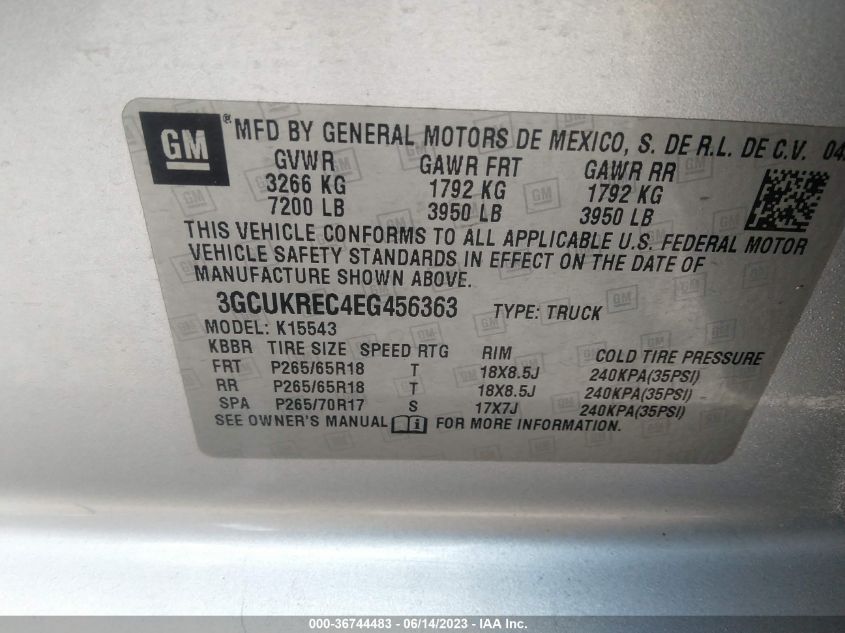 GM ® MFD BY GENERAL MOTORS DE MEXICO, S. DE R.L. DE C.V. 04
GVWR GAWR FRT GAWR RR
3266 KG 1792 KG 1792 KG
7200 LB 3950 LB 3950 LB
THIS VEHICLE CONFORMS TO ALL APPLICABLE U.S. FEDERAL MOTOR
VEHICLE SAFETY STANDARDS IN EFFECT ON THE DATE OF
MANUFACTURE SHOWN ABOVE.
3GCUKREC4EG456363 TYPE: TRUCK
MODEL: K15543
KBBR TIRE SIZE SPEED RTG RIM COLD TIRE PRESSURE
FRT P265/65R18 T 18X8.5J 240KPA(35PSI)
RR P265/65R18 T 18X8.5J 240KPA(35PSI)
SPA P265/70R17 S 17X7J 240KPA(35PSI)
SEE OWNER'S MANUAL FOR MORE INFORMATION.
000-36744483 - 06/14/2023 - IAA Inc.